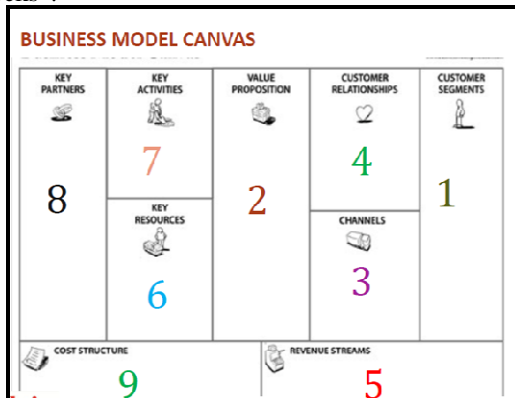 BUSINESS MODEL CANVAS
KEY PARTNERS
8
KEY ACTIVITIES
7
KEY RESOURCES
6
VALUE PROPOSITION
2
CUSTOMER RELATIONSHIPS
4
CHANNELS
3
CUSTOMER SEGMENTS
1
COST STRUCTURE
9
REVENUE STREAMS
5